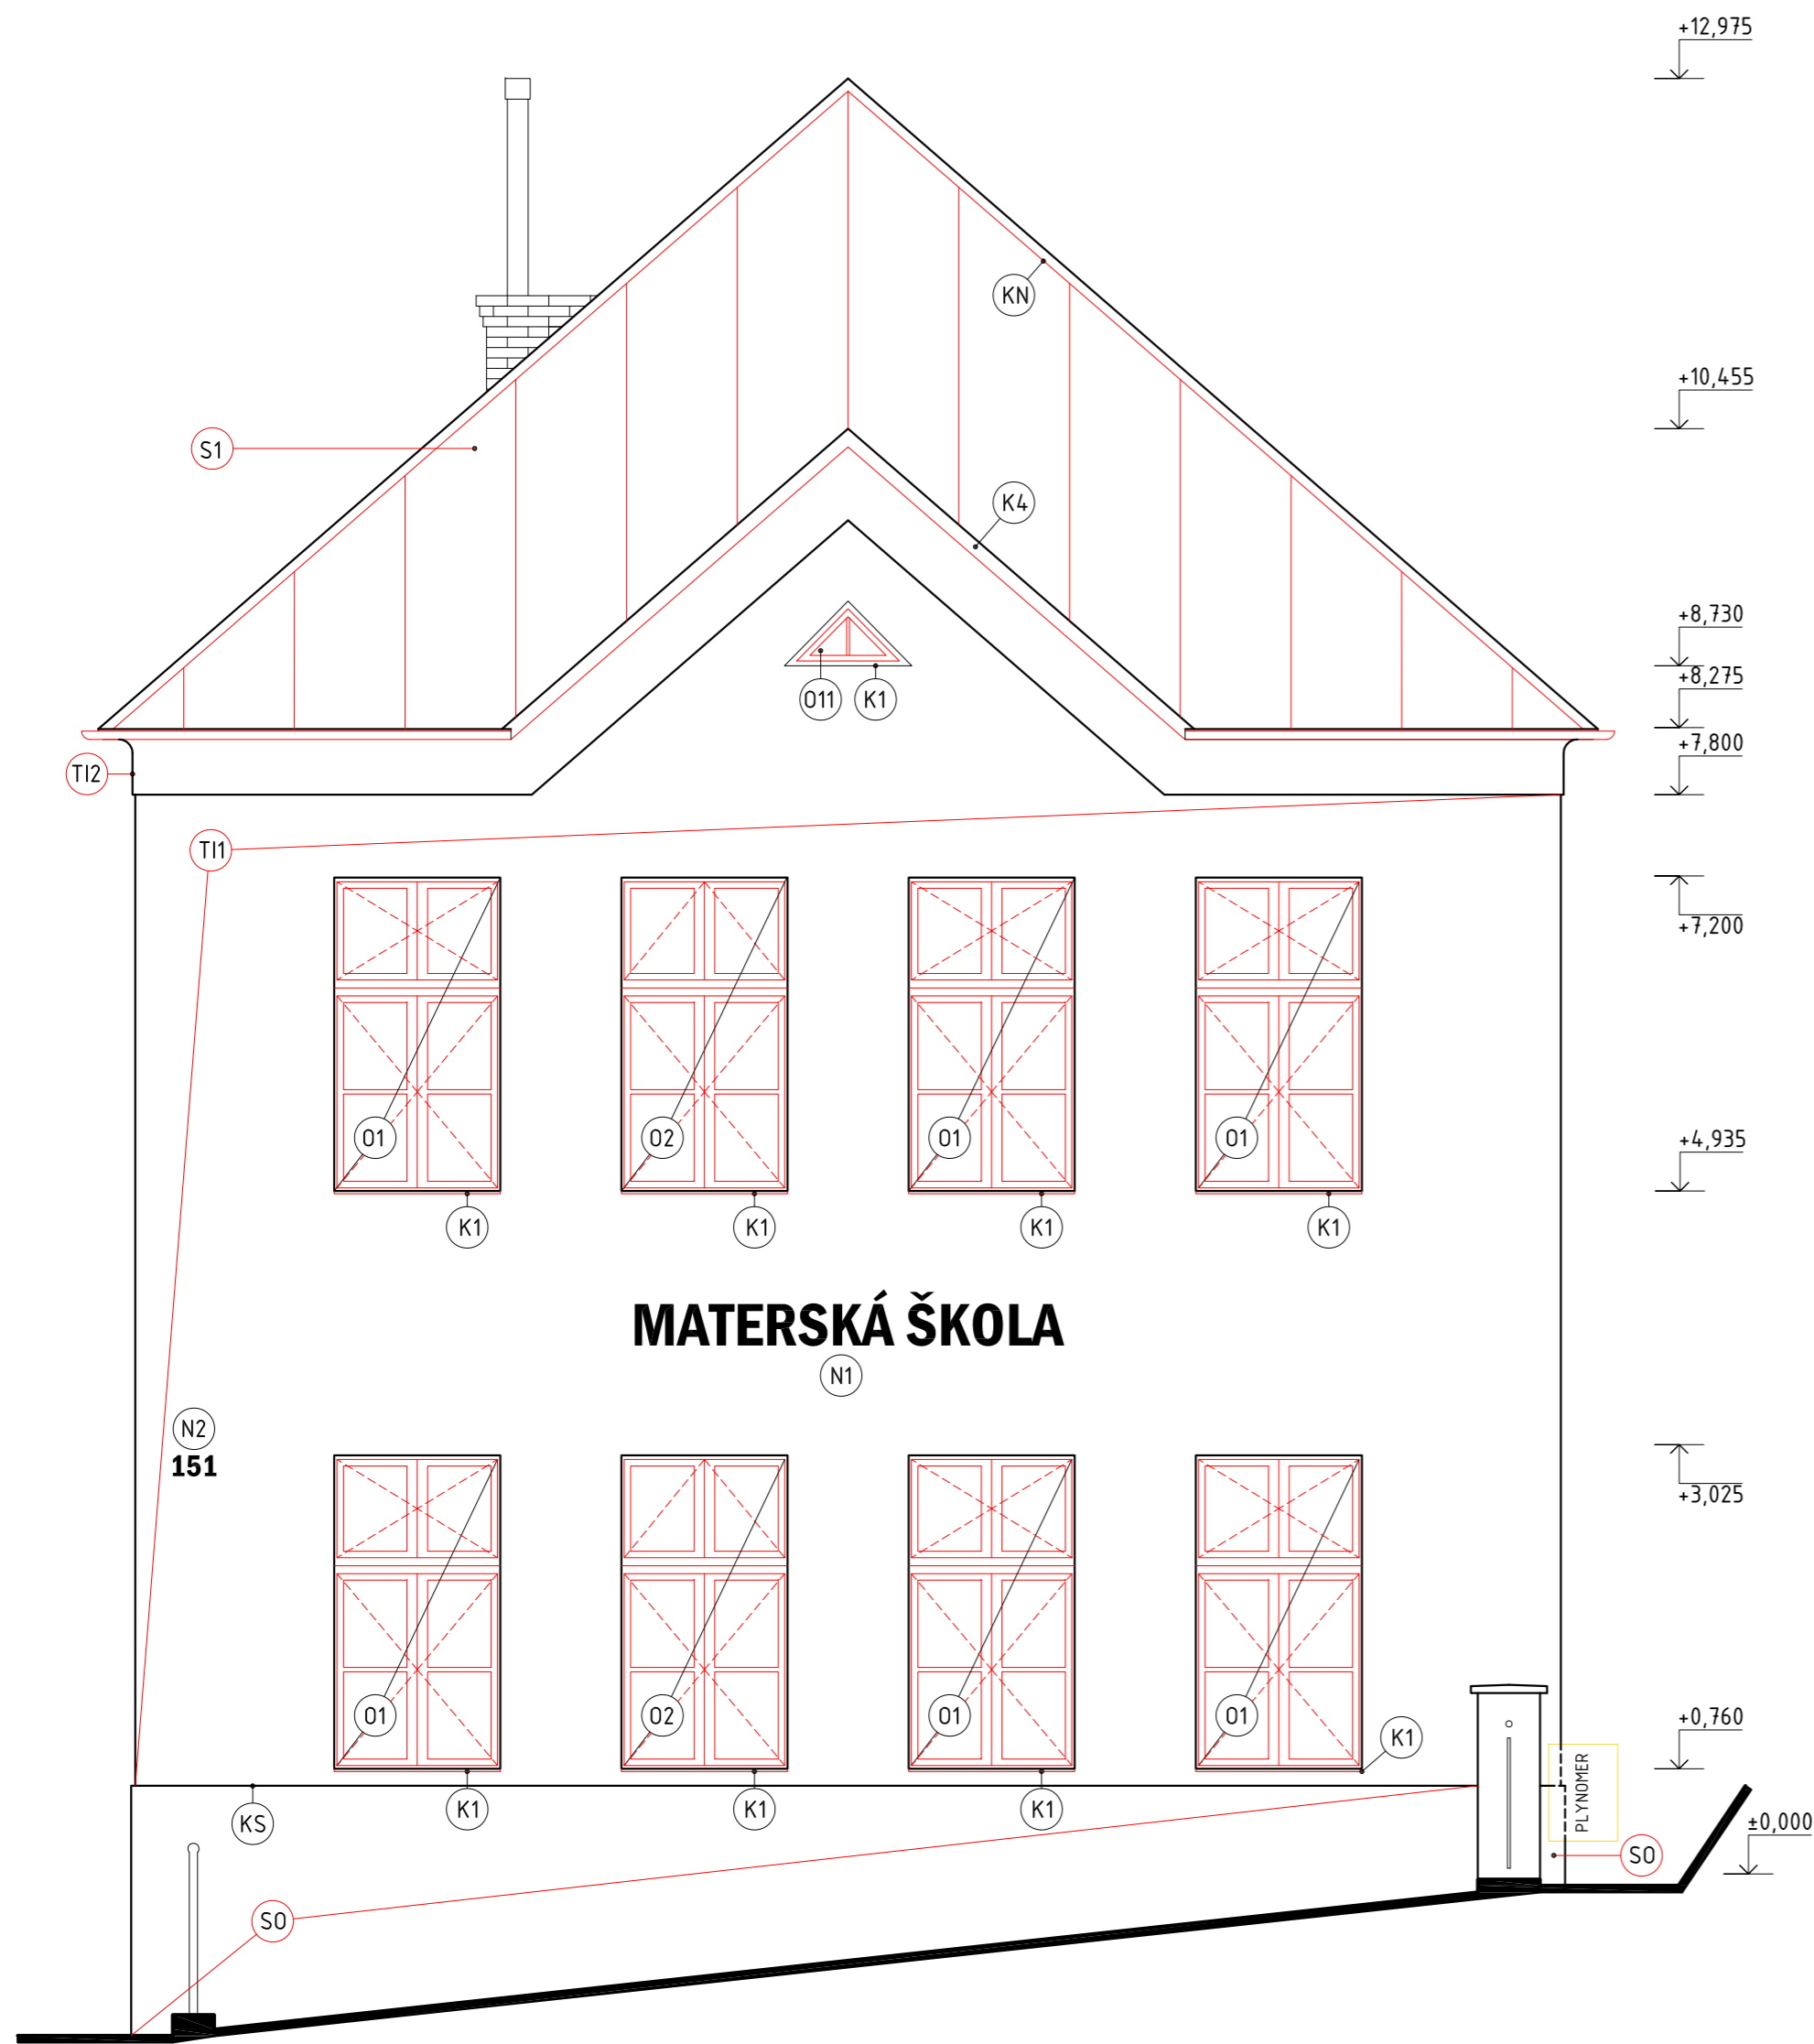 +12,975
KN
+10,455
S1
K4
+8,730
+8,275
O11 K1
+7,800
TI2
TI1
+7,200
O1 O2 O1 O1
+4,935
K1 K1 K1 K1
MATERSKÁ ŠKOLA
N1
N2
151
+3,025
O1 O2 O1 O1
+0,760
K1
PLYNOMER
K1 K1 K1
KS
±0,000
SO
SO